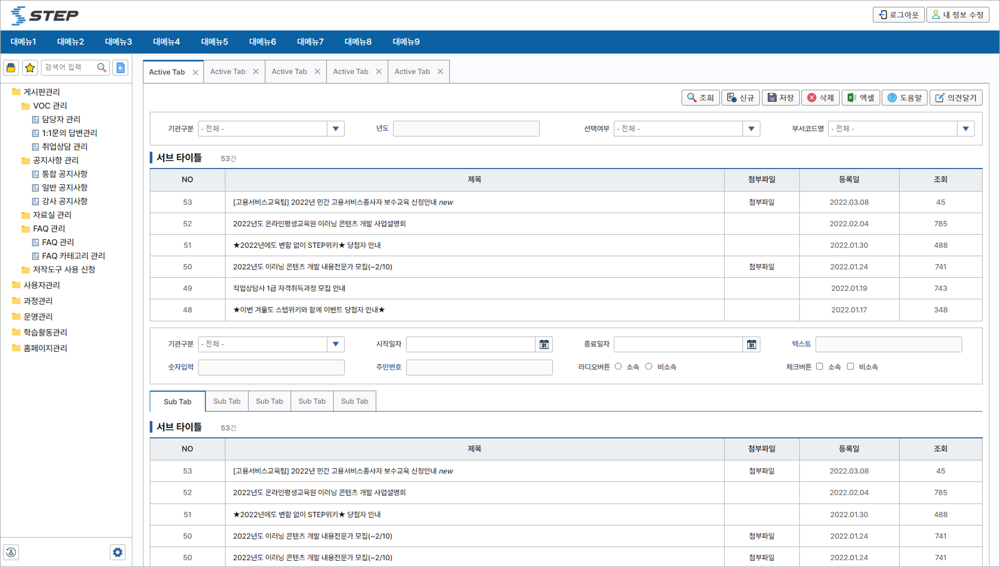 STEP
로그아웃 내 정보 수정
대메뉴1 대메뉴2 대메뉴3 대메뉴4 대메뉴5 대메뉴6 대메뉴7 대메뉴8 대메뉴9
검색어 입력
게시판관리
VOC 관리
담당자 관리
1:1문의 답변관리
취업상담 관리
공지사항 관리
통합 공지사항
일반 공지사항
강사 공지사항
자료실 관리
FAQ 관리
FAQ 관리
FAQ 카테고리 관리
저작도구 사용 신청
사용자관리
과정관리
운영관리
학습활동관리
홈페이지관리
Active Tab Active Tab Active Tab Active Tab Active Tab
조회 신규 저장 삭제 엑셀 도움말 의견달기
기관구분 - 전체 - 년도 선택여부 - 전체 - 부서코드명 - 전체 -
서브 타이틀 53건
NO 제목 첨부파일 등록일 조회
53 [고용서비스교육팀] 2022년 민간 고용서비스종사자 보수교육 신청안내 new 첨부파일 2022.03.08 45
52 2022년도 온라인평생교육원 이러닝 콘텐츠 개발 사업설명회 2022.02.04 785
51 ★2022년에도 변함 없이 STEP위키★ 당첨자 안내 2022.01.30 488
50 2022년도 이러닝 콘텐츠 개발 내용전문가 모집(~2/10) 첨부파일 2022.01.24 741
49 직업상담사 1급 자격취득과정 모집 안내 2022.01.19 743
48 ★이번 겨울도 스텝위키와 함께 이벤트 당첨자 안내★ 2022.01.17 348
기관구분 - 전체 - 시작일자 31 종료일자 31 텍스트
숫자입력 주민번호 라디오버튼 소속 비소속 체크버튼 소속 비소속
Sub Tab Sub Tab Sub Tab Sub Tab Sub Tab
서브 타이틀 53건
NO 제목 첨부파일 등록일 조회
53 [고용서비스교육팀] 2022년 민간 고용서비스종사자 보수교육 신청안내 new 첨부파일 2022.03.08 45
52 2022년도 온라인평생교육원 이러닝 콘텐츠 개발 사업설명회 2022.02.04 785
51 ★2022년에도 변함 없이 STEP위키★ 당첨자 안내 2022.01.30 488
50 2022년도 이러닝 콘텐츠 개발 내용전문가 모집(~2/10) 첨부파일 2022.01.24 741
50 2022년도 이러닝 콘텐츠 개발 내용전문가 모집(~2/10) 첨부파일 2022.01.24 741